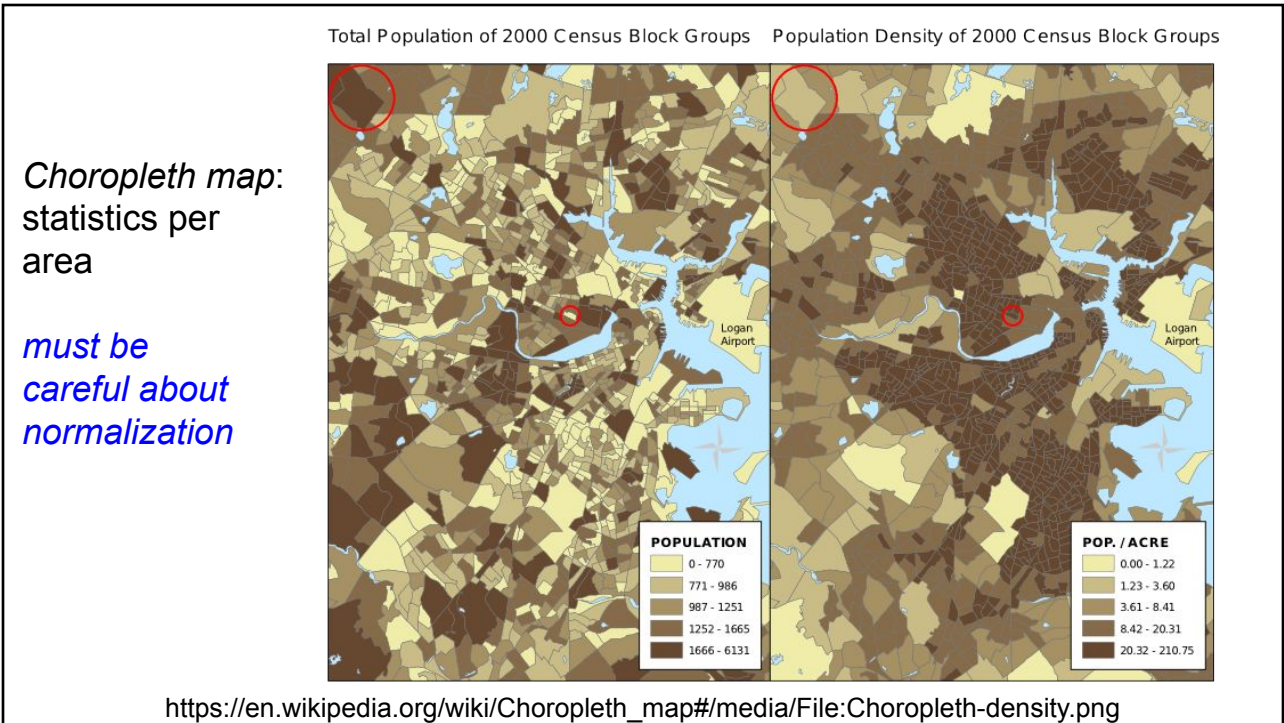 Total Population of 2000 Census Block Groups
Population Density of 2000 Census Block Groups
Choropleth map:
statistics per
area
must be
careful about
normalization
Logan
Airport
POPULATION
0 - 770
771 - 986
987 - 1251
1252 - 1665
1666 - 6131
Logan
Airport
POP. / ACRE
0.00 - 1.22
1.23 - 3.60
3.61 - 8.41
8.42 - 20.31
20.32 - 210.75
https://en.wikipedia.org/wiki/Choropleth_map#/media/File:Choropleth-density.png